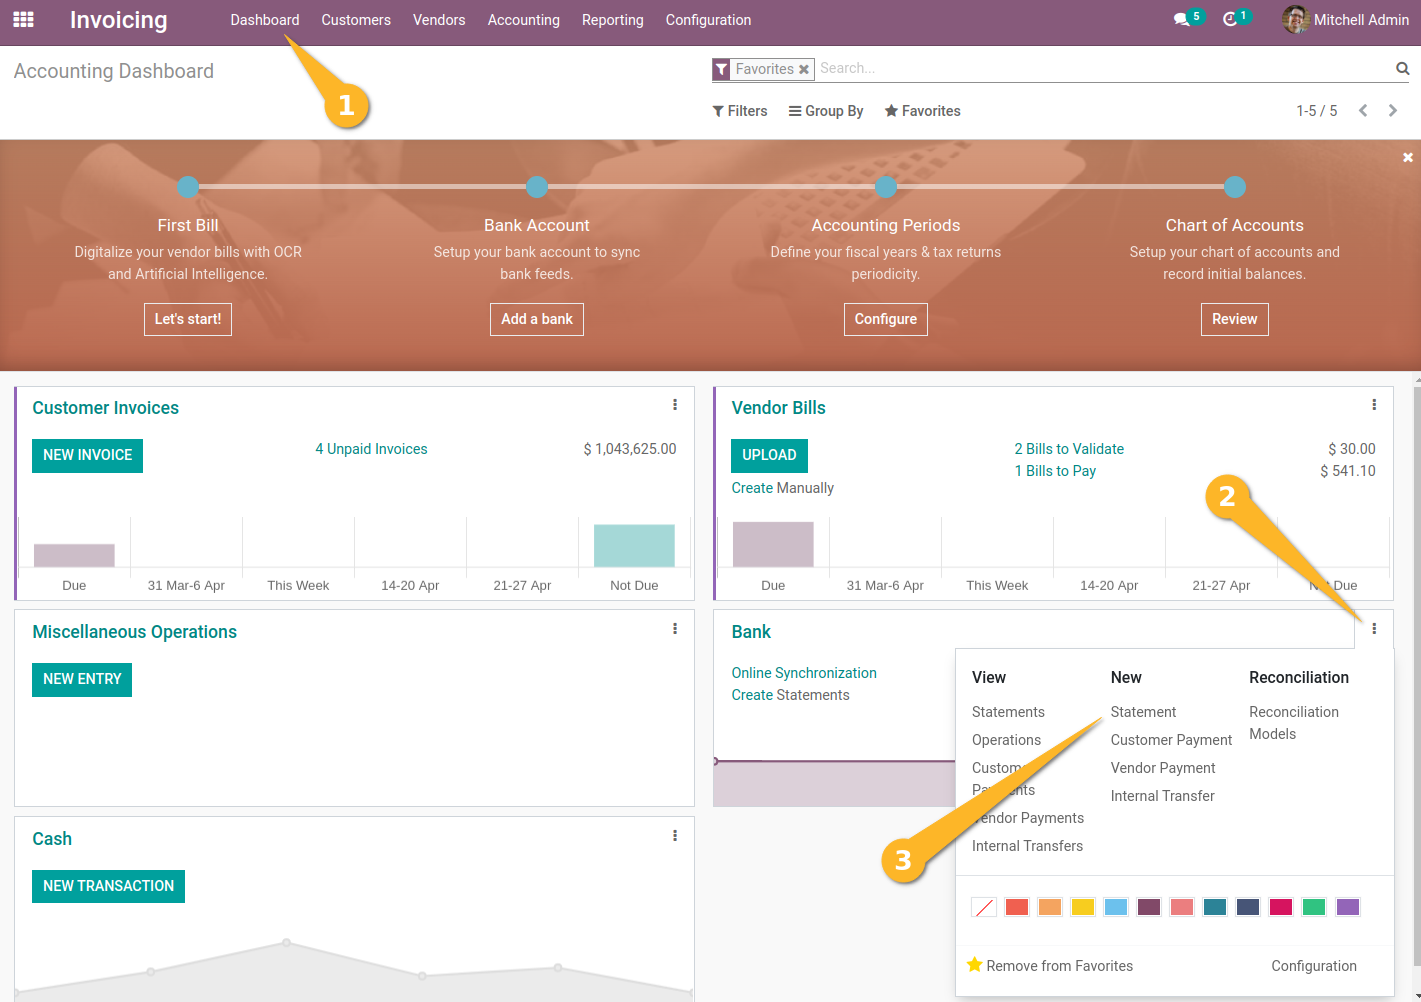 Invoicing
Dashboard Customers Vendors Accounting Reporting Configuration
5 1 Mitchell Admin
Accounting Dashboard
Favorites Search...
1
Filters Group By Favorites 1-5 / 5
First Bill
Digitalize your vendor bills with OCR
and Artificial Intelligence.
Let's start!
Bank Account
Setup your bank account to sync
bank feeds.
Add a bank
Accounting Periods
Define your fiscal years & tax returns
periodicity.
Configure
Chart of Accounts
Setup your chart of accounts and
record initial balances.
Review
Customer Invoices
NEW INVOICE 4 Unpaid Invoices $ 1,043,625.00
Due 31 Mar-6 Apr This Week 14-20 Apr 21-27 Apr Not Due
Vendor Bills
UPLOAD 2 Bills to Validate $ 30.00
1 Bills to Pay $ 541.10
Create Manually
2
Due 31 Mar-6 Apr This Week 14-20 Apr 21-27 Apr Not Due
Miscellaneous Operations
NEW ENTRY
Bank
Online Synchronization
Create Statements
View
Statements
Operations
Customer
Payments
Vendor Payments
Internal Transfers
New
Statement
Customer Payment
Vendor Payment
Internal Transfer
Reconciliation
Reconciliation
Models
3
Remove from Favorites Configuration
Cash
NEW TRANSACTION